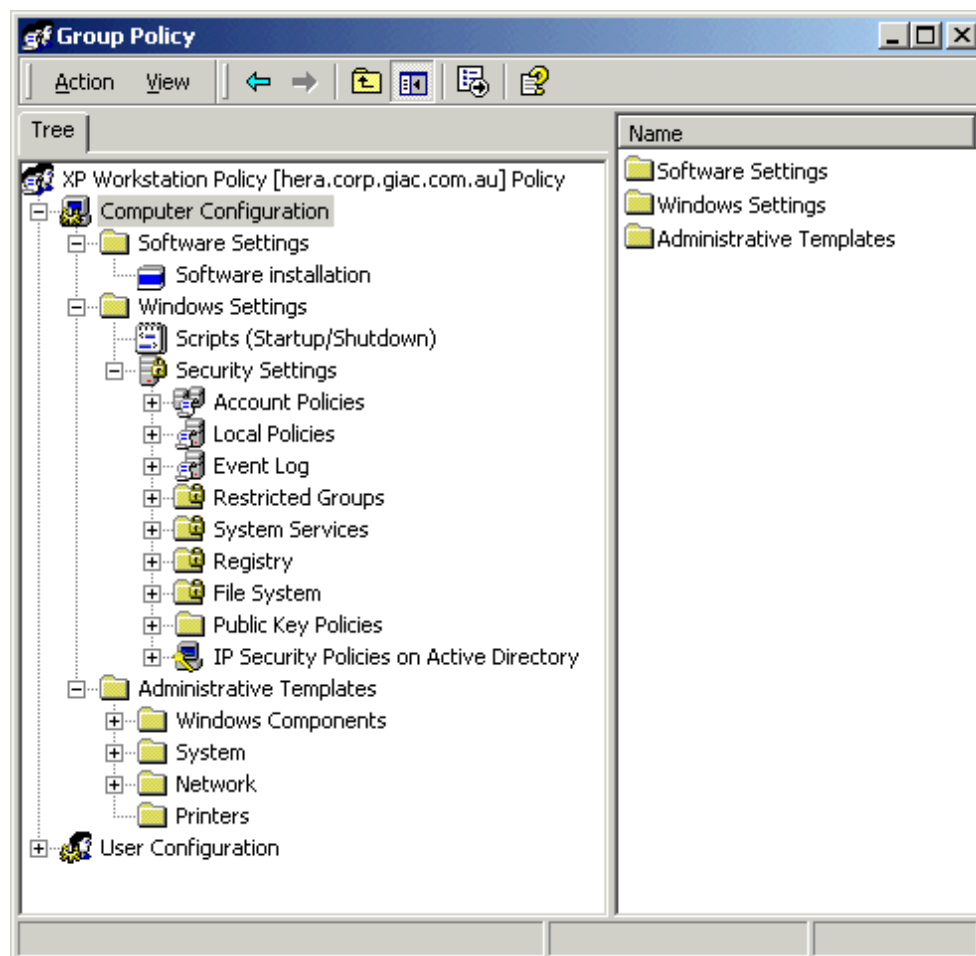 Group Policy
Action View
Tree
Name
XP Workstation Policy [hera.corp.giac.com.au] Policy
Computer Configuration
Software Settings
Software installation
Windows Settings
Scripts (Startup/Shutdown)
Security Settings
Account Policies
Local Policies
Event Log
Restricted Groups
System Services
Registry
File System
Public Key Policies
IP Security Policies on Active Directory
Administrative Templates
Windows Components
System
Network
Printers
User Configuration
Software Settings
Windows Settings
Administrative Templates